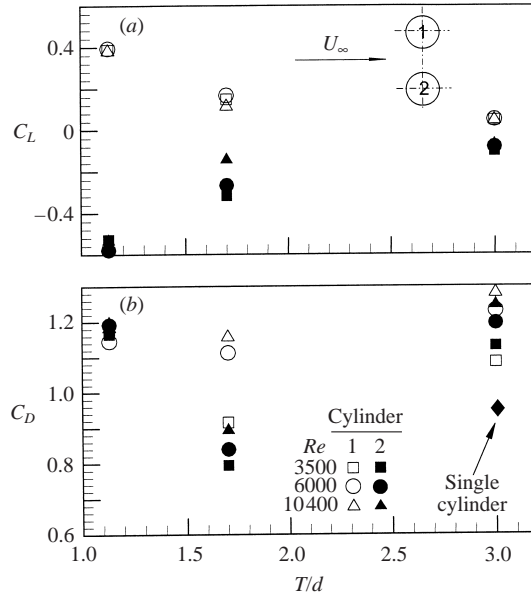 (a)
0.4
0
−0.4
C_L
U∞
1
2
(b)
1.2
1.0
0.8
0.6
C_D
Cylinder
Re 1 2
3500
6000
10400
Single
cylinder
1.0 1.5 2.0 2.5 3.0
T/d